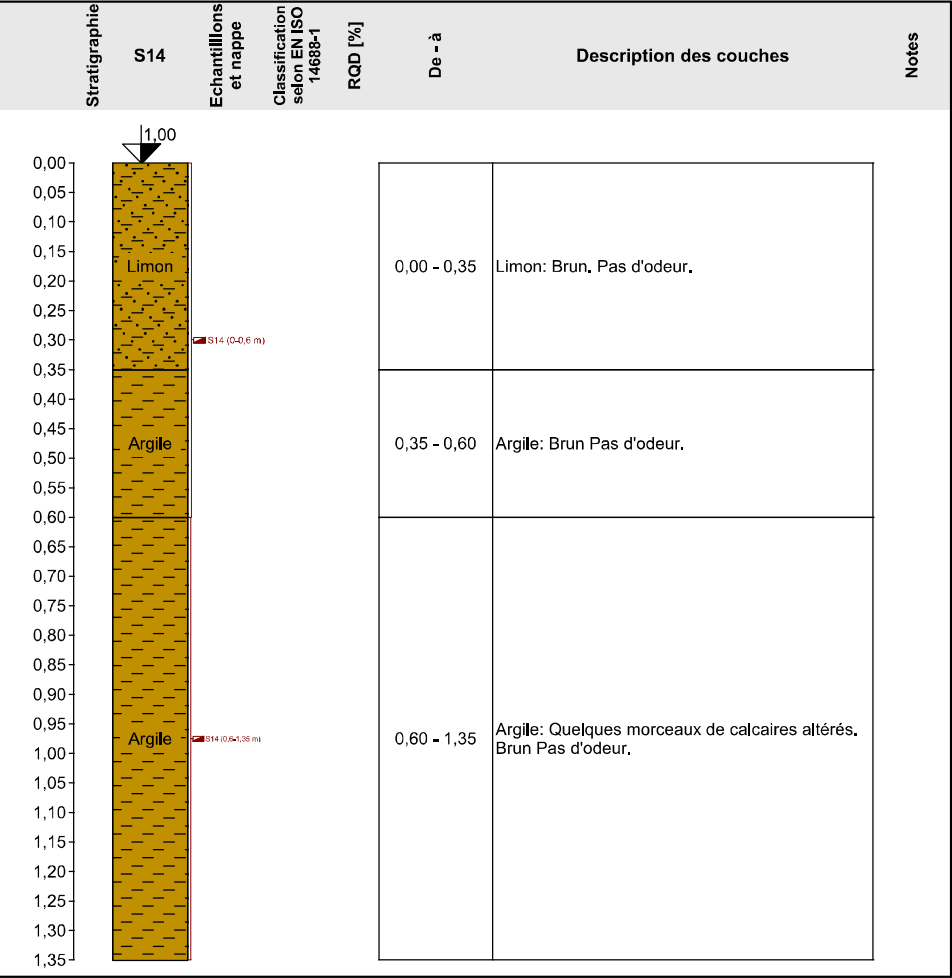 Stratigraphie
S14
Echantilllons
et nappe
Classification
selon EN ISO
14688-1
RQD [%]
De - à
Description des couches
Notes
1,00
0,00
0,05
0,10
0,15
0,20
0,25
0,30
0,35
0,40
0,45
0,50
0,55
0,60
0,65
0,70
0,75
0,80
0,85
0,90
0,95
1,00
1,05
1,10
1,15
1,20
1,25
1,30
1,35
Limon
S14 (0-0,6 m)
0,00 - 0,35
Limon: Brun. Pas d'odeur.
Argile
0,35 - 0,60
Argile: Brun Pas d'odeur.
Argile
S14 (0,6-1,35 m)
0,60 - 1,35
Argile: Quelques morceaux de calcaires altérés.
Brun Pas d'odeur.